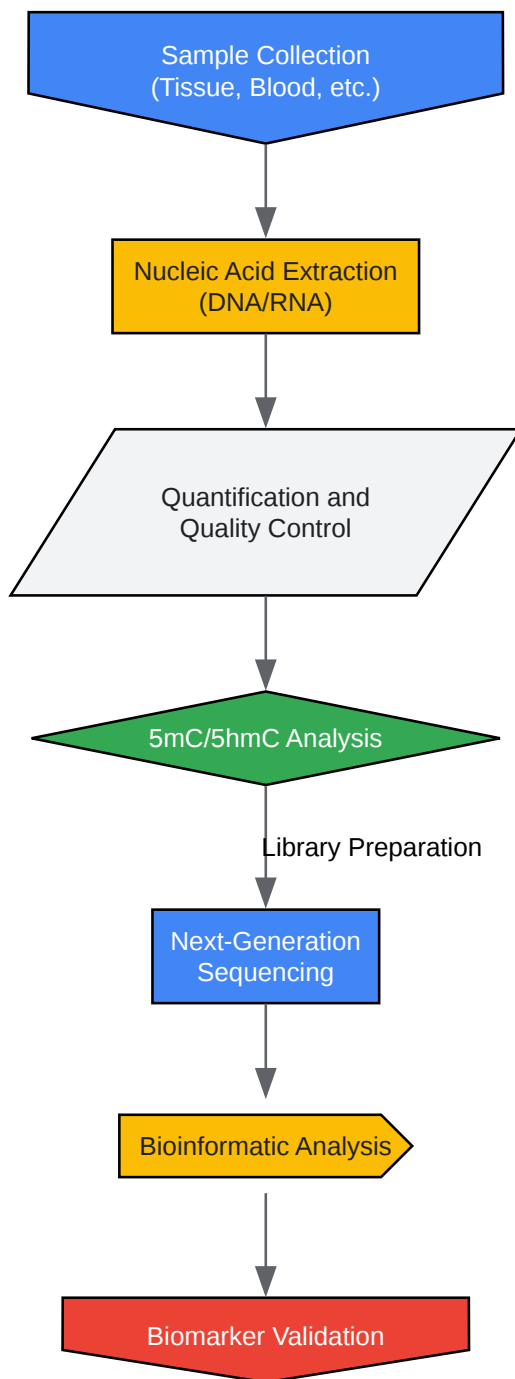 Sample Collection
(Tissue, Blood, etc.)
Nucleic Acid Extraction
(DNA/RNA)
Quantification and
Quality Control
5mC/5hmC Analysis
Library Preparation
Next-Generation
Sequencing
Bioinformatic Analysis
Biomarker Validation